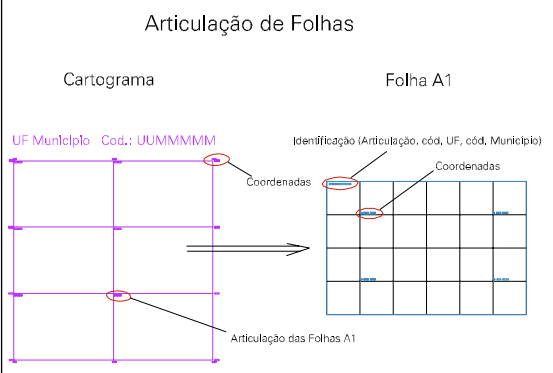 Articulação de Folhas
Cartograma
Folha A1
UF Município Cod.: UUMMMMM
Identificação (Articulação, cód. UF, cód. Município)
Coordenadas
Coordenadas
Articulação das Folhas A1